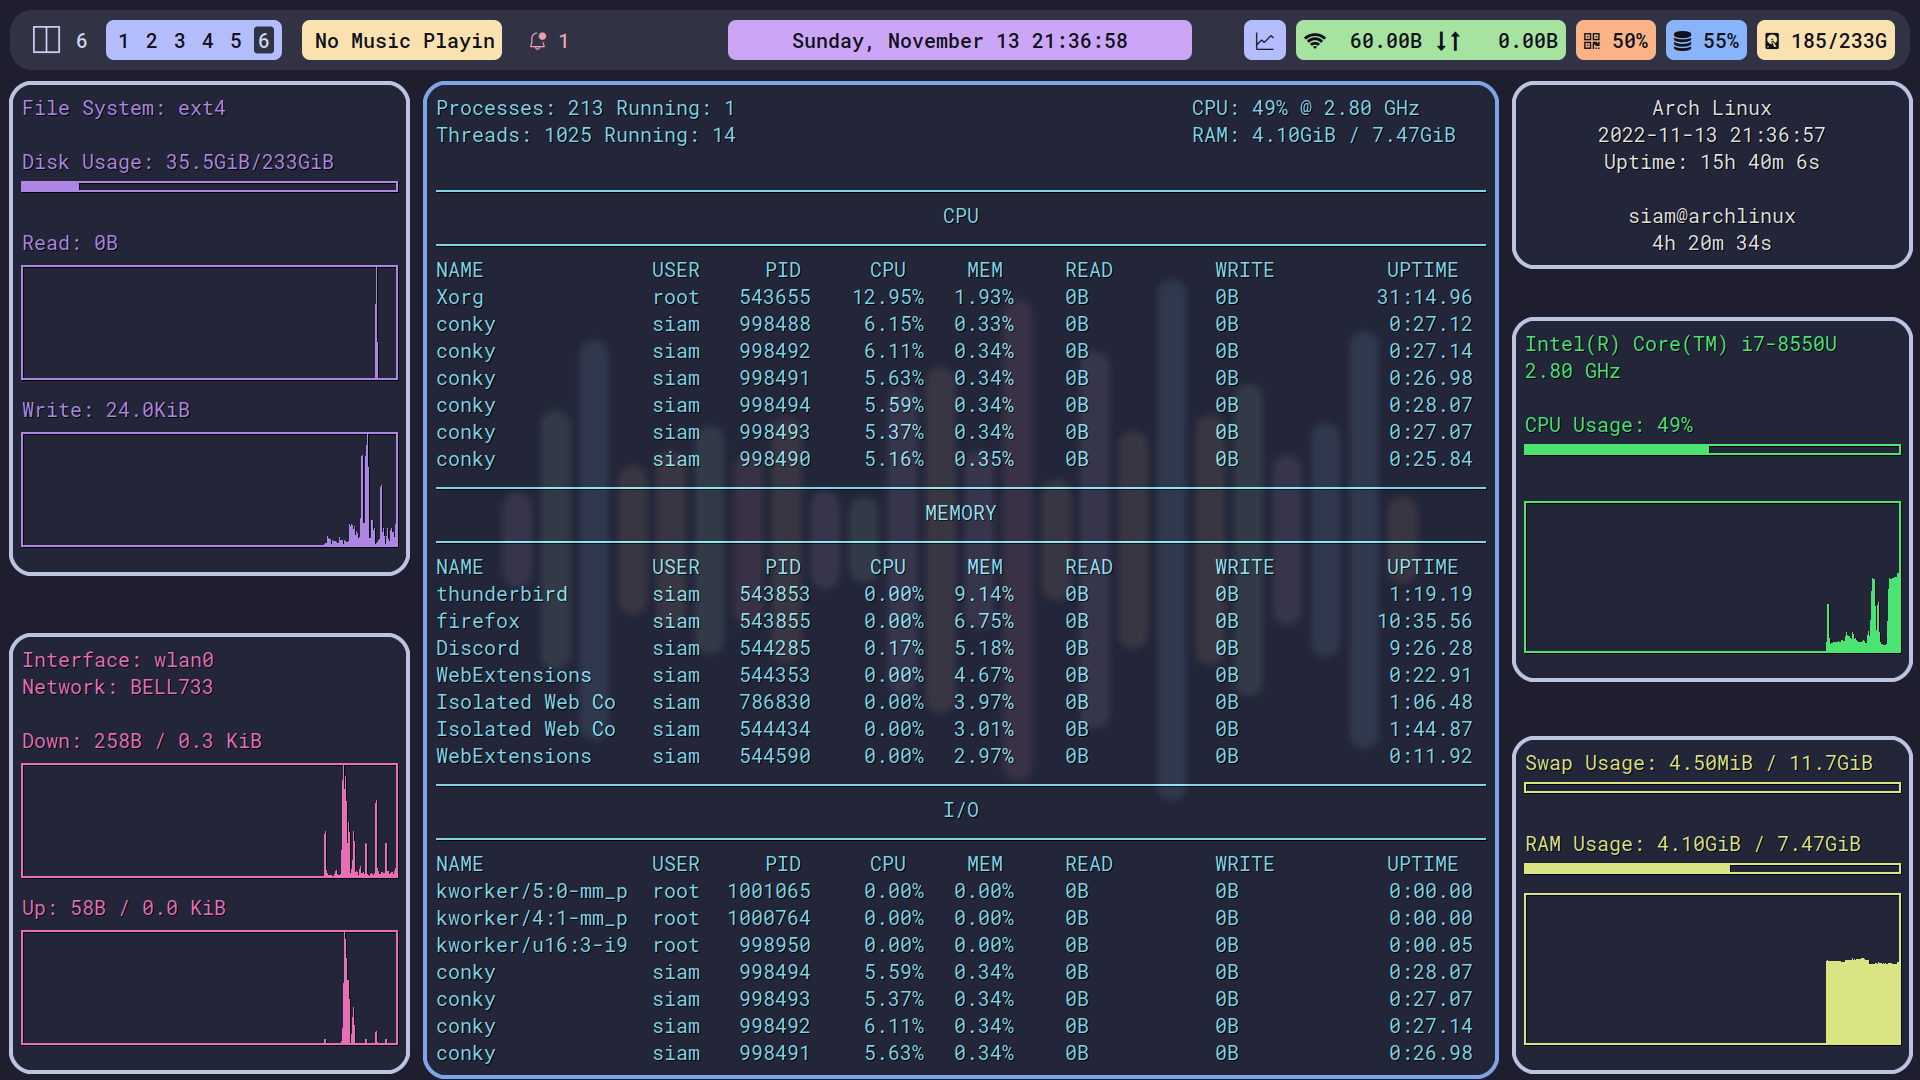 6 1 2 3 4 5 6 No Music Playin 1 Sunday, November 13 21:36:58 60.00B 0.00B 50% 55% 185/233G
File System: ext4
Disk Usage: 35.5GiB/233GiB
Read: 0B
Write: 24.0KiB
Interface: wlan0
Network: BELL733
Down: 258B / 0.3 KiB
Up: 58B / 0.0 KiB
Processes: 213 Running: 1 CPU: 49% @ 2.80 GHz
Threads: 1025 Running: 14 RAM: 4.10GiB / 7.47GiB
CPU
NAME USER PID CPU MEM READ WRITE UPTIME
Xorg root 543655 12.95% 1.93% 0B 0B 31:14.96
conky siam 998488 6.15% 0.33% 0B 0B 0:27.12
conky siam 998492 6.11% 0.34% 0B 0B 0:27.14
conky siam 998491 5.63% 0.34% 0B 0B 0:26.98
conky siam 998494 5.59% 0.34% 0B 0B 0:28.07
conky siam 998493 5.37% 0.34% 0B 0B 0:27.07
conky siam 998490 5.16% 0.35% 0B 0B 0:25.84
MEMORY
NAME USER PID CPU MEM READ WRITE UPTIME
thunderbird siam 543853 0.00% 9.14% 0B 0B 1:19.19
firefox siam 543855 0.00% 6.75% 0B 0B 10:35.56
Discord siam 544285 0.17% 5.18% 0B 0B 9:26.28
WebExtensions siam 544353 0.00% 4.67% 0B 0B 0:22.91
Isolated Web Co siam 786830 0.00% 3.97% 0B 0B 1:06.48
Isolated Web Co siam 544434 0.00% 3.01% 0B 0B 1:44.87
WebExtensions siam 544590 0.00% 2.97% 0B 0B 0:11.92
I/O
NAME USER PID CPU MEM READ WRITE UPTIME
kworker/5:0-mm_p root 1001065 0.00% 0.00% 0B 0B 0:00.00
kworker/4:1-mm_p root 1000764 0.00% 0.00% 0B 0B 0:00.00
kworker/u16:3-i9 root 998950 0.00% 0.00% 0B 0B 0:00.05
conky siam 998494 5.59% 0.34% 0B 0B 0:28.07
conky siam 998493 5.37% 0.34% 0B 0B 0:27.07
conky siam 998492 6.11% 0.34% 0B 0B 0:27.14
conky siam 998491 5.63% 0.34% 0B 0B 0:26.98
Arch Linux
2022-11-13 21:36:57
Uptime: 15h 40m 6s
siam@archlinux
4h 20m 34s
Intel(R) Core(TM) i7-8550U
2.80 GHz
CPU Usage: 49%
Swap Usage: 4.50MiB / 11.7GiB
RAM Usage: 4.10GiB / 7.47GiB